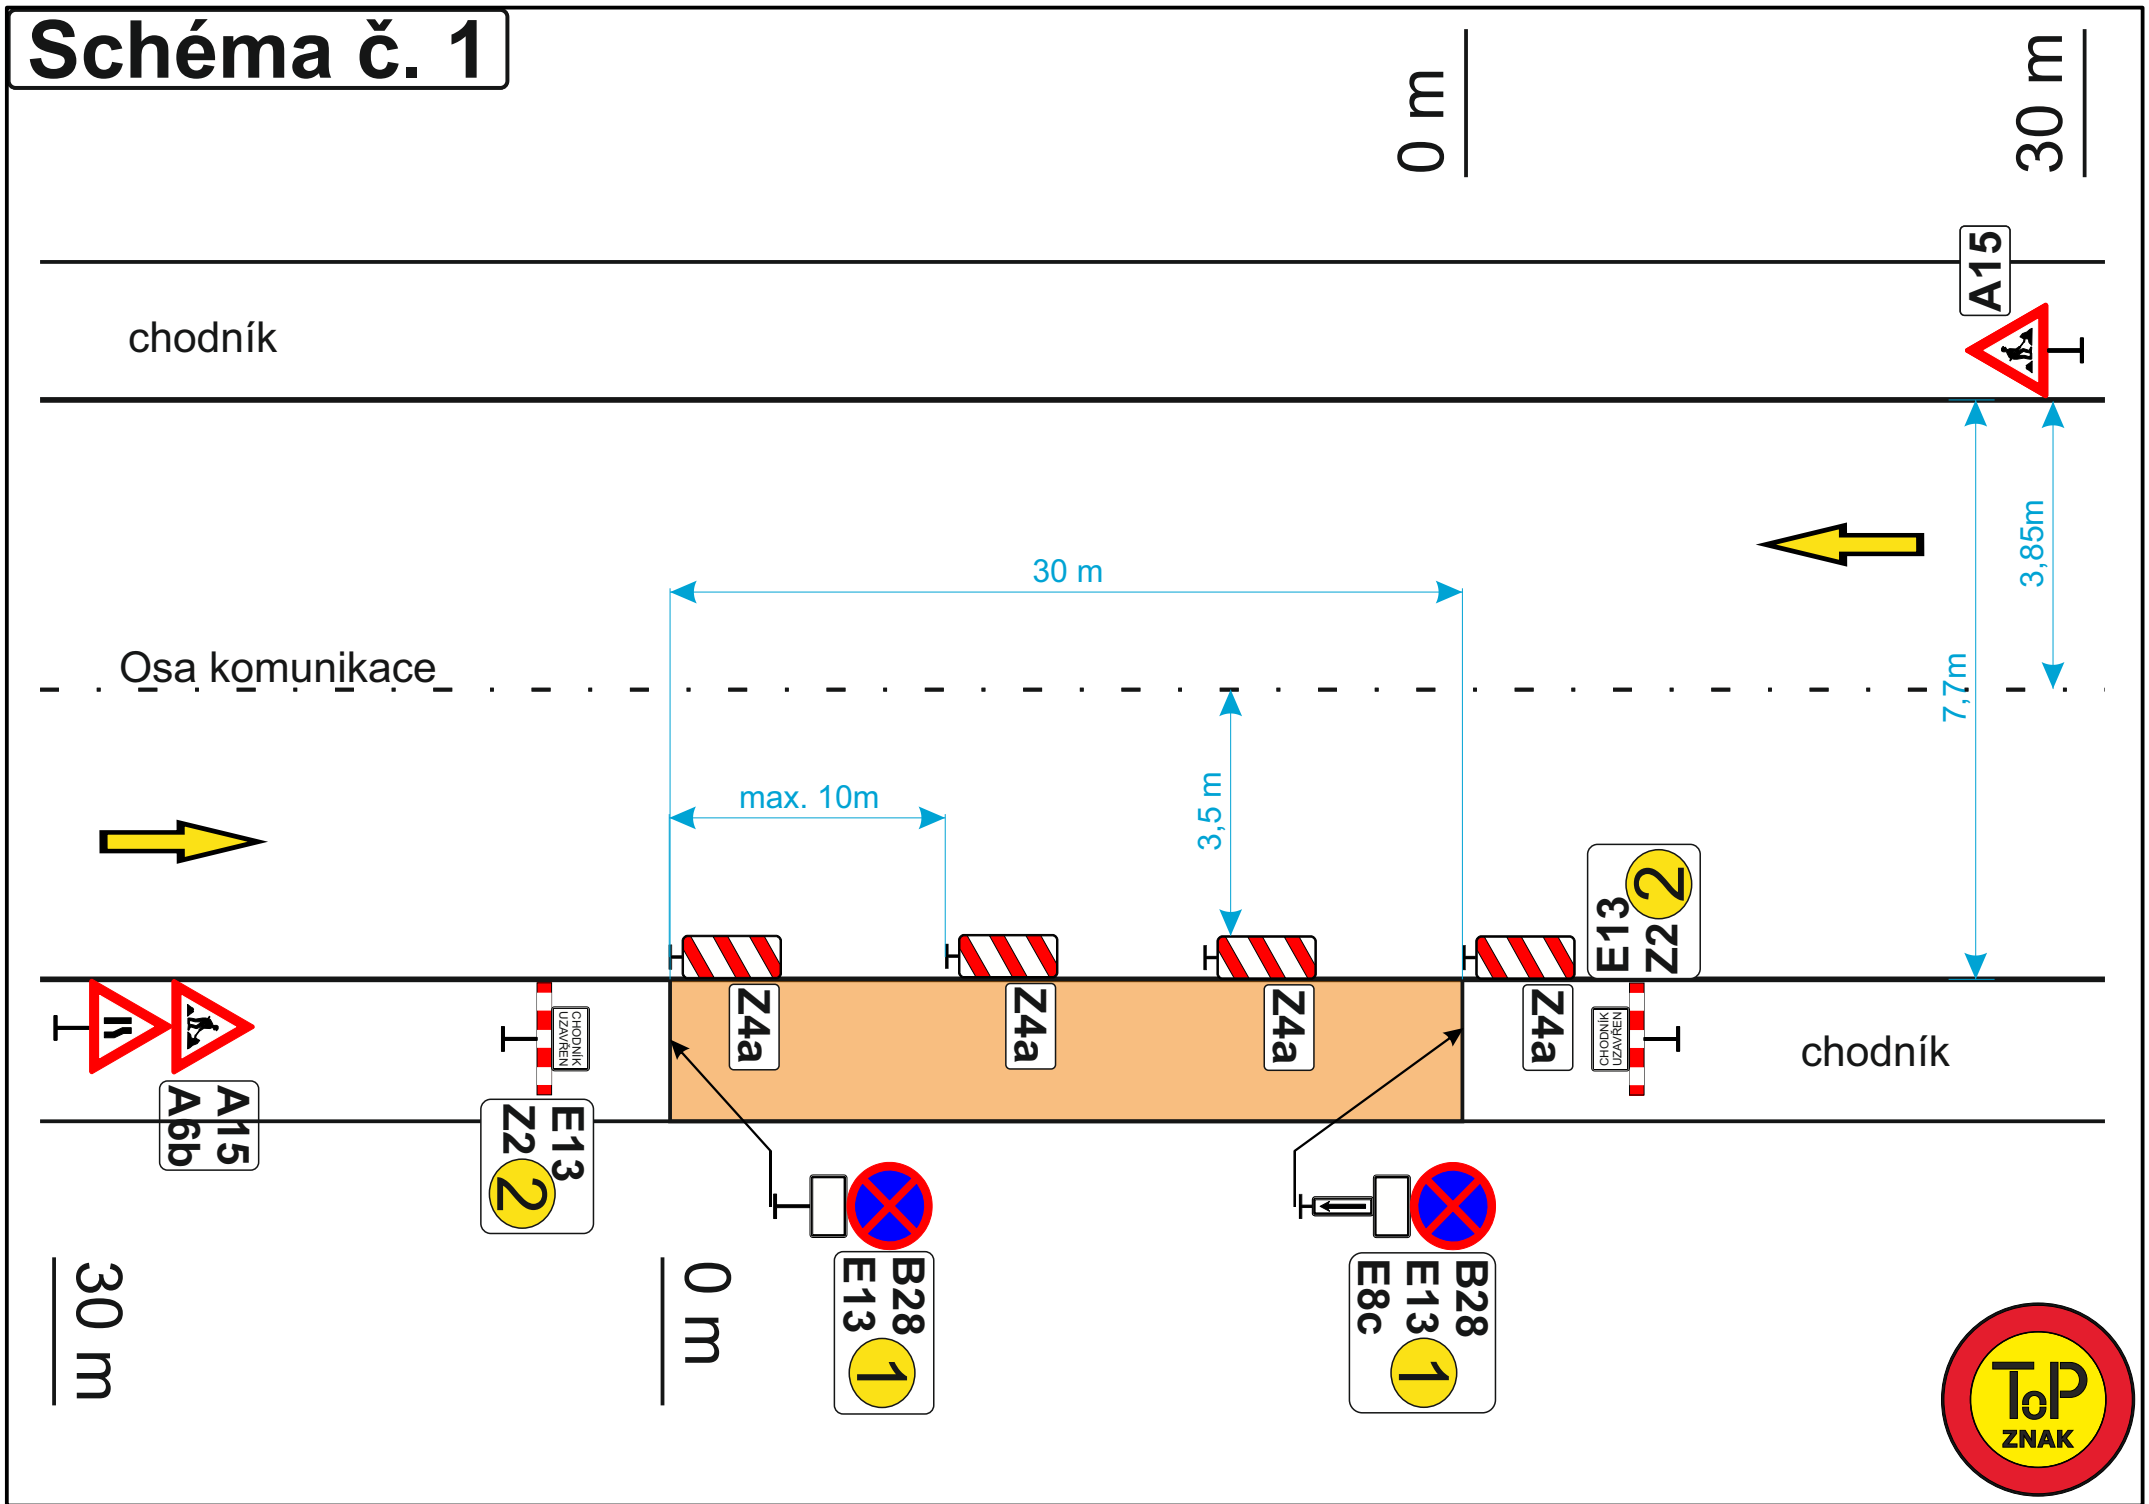 Schéma č. 1
0 m
30 m
A15
chodník
3,85m
30 m
Osa komunikace
7,7m
max. 10m
3,5 m
E13
Z2 2
Z4a
Z4a
Z4a
Z4a
CHODNÍK
UZAVŘEN
CHODNÍK
UZAVŘEN
chodník
A15
A6b
E13
Z2 2
B28
E13 1
B28
E13 1
E8c
30 m
0 m
ToP
ZNAK